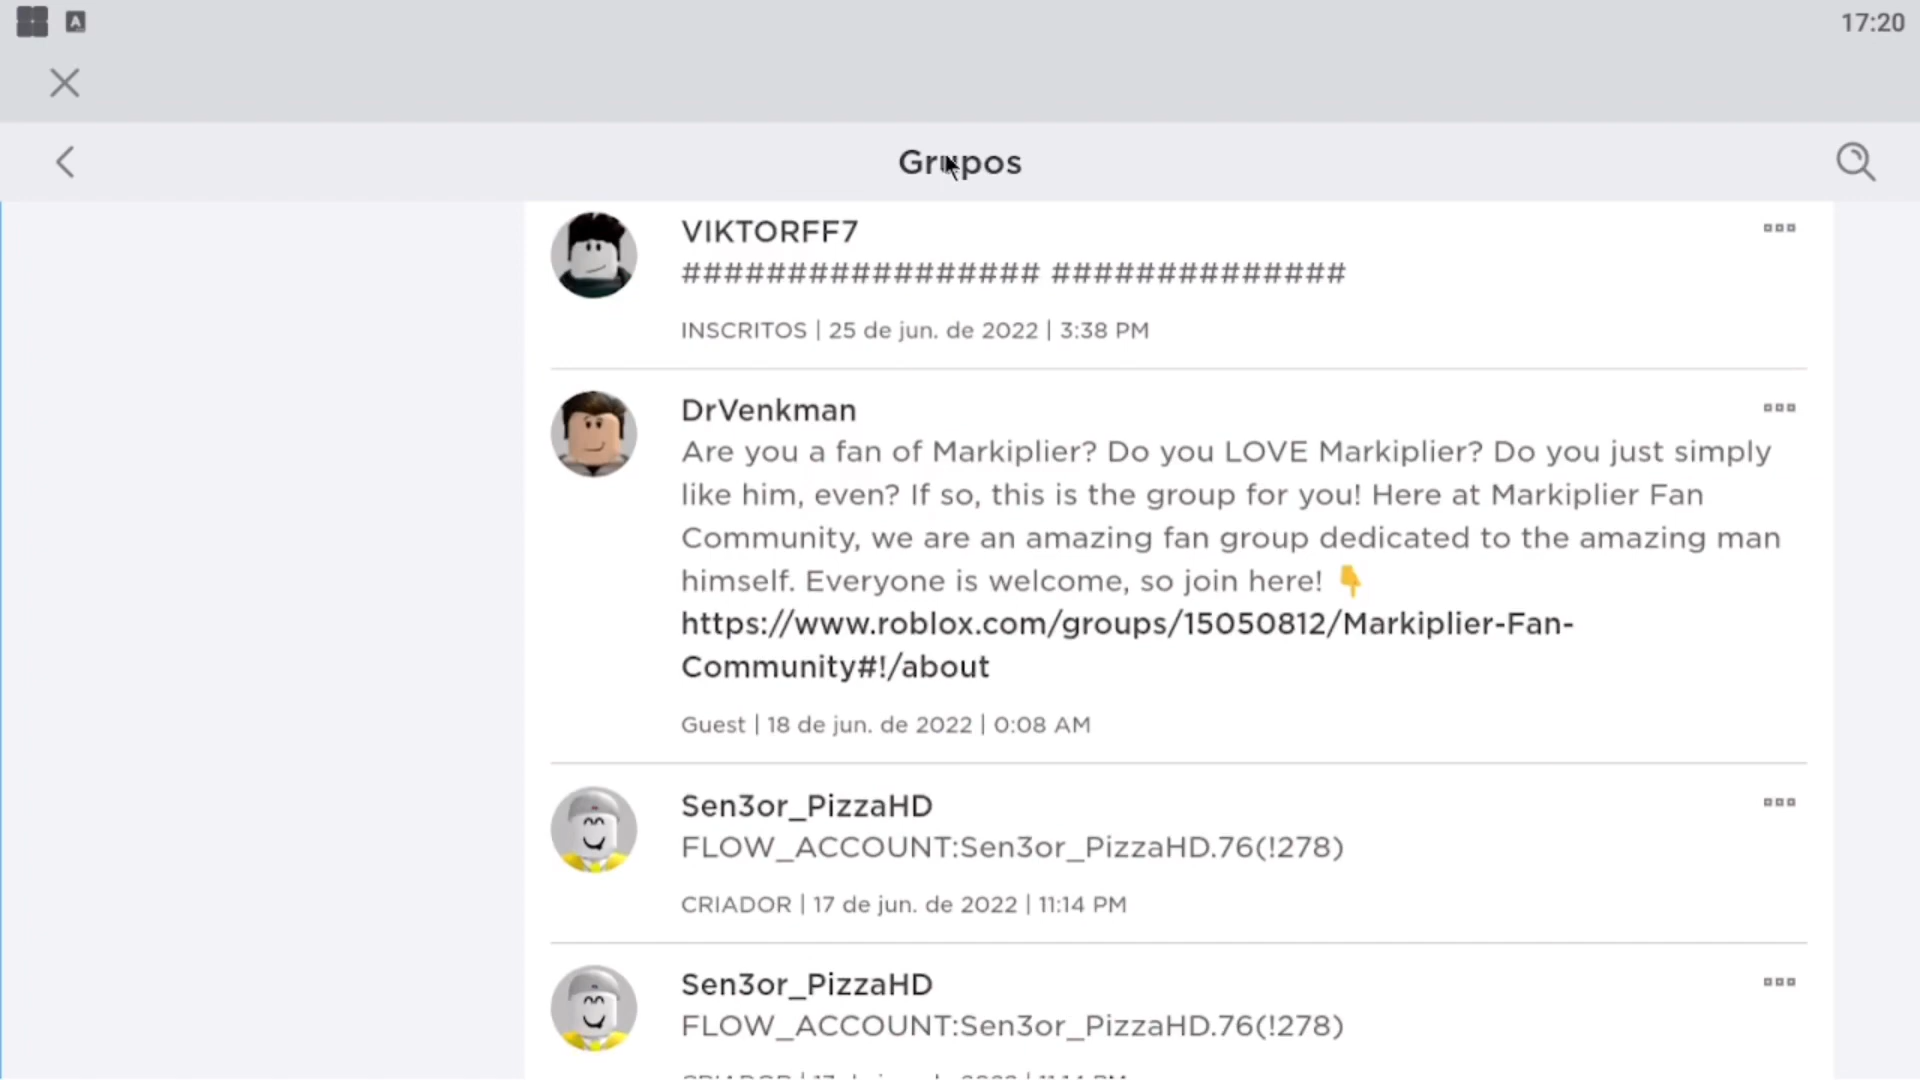 A
17:20
Grupos
VIKTORFF7
################# ##############
INSCRITOS | 25 de jun. de 2022 | 3:38 PM
DrVenkman
Are you a fan of Markiplier? Do you LOVE Markiplier? Do you just simply
like him, even? If so, this is the group for you! Here at Markiplier Fan
Community, we are an amazing fan group dedicated to the amazing man
himself. Everyone is welcome, so join here! 👇
https://www.roblox.com/groups/15050812/Markiplier-Fan-
Community#!/about
Guest | 18 de jun. de 2022 | 0:08 AM
Sen3or_PizzaHD
FLOW_ACCOUNT:Sen3or_PizzaHD.76(!278)
CRIADOR | 17 de jun. de 2022 | 11:14 PM
Sen3or_PizzaHD
FLOW_ACCOUNT:Sen3or_PizzaHD.76(!278)